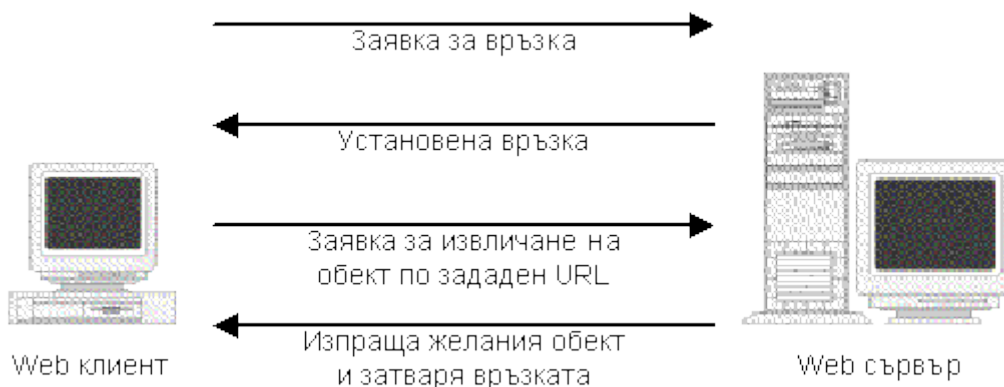 Заявка за връзка
Установена връзка
Заявка за извличане на
обект по зададен URL
Изпраща желания обект
и затваря връзката
Web клиент
Web сървър